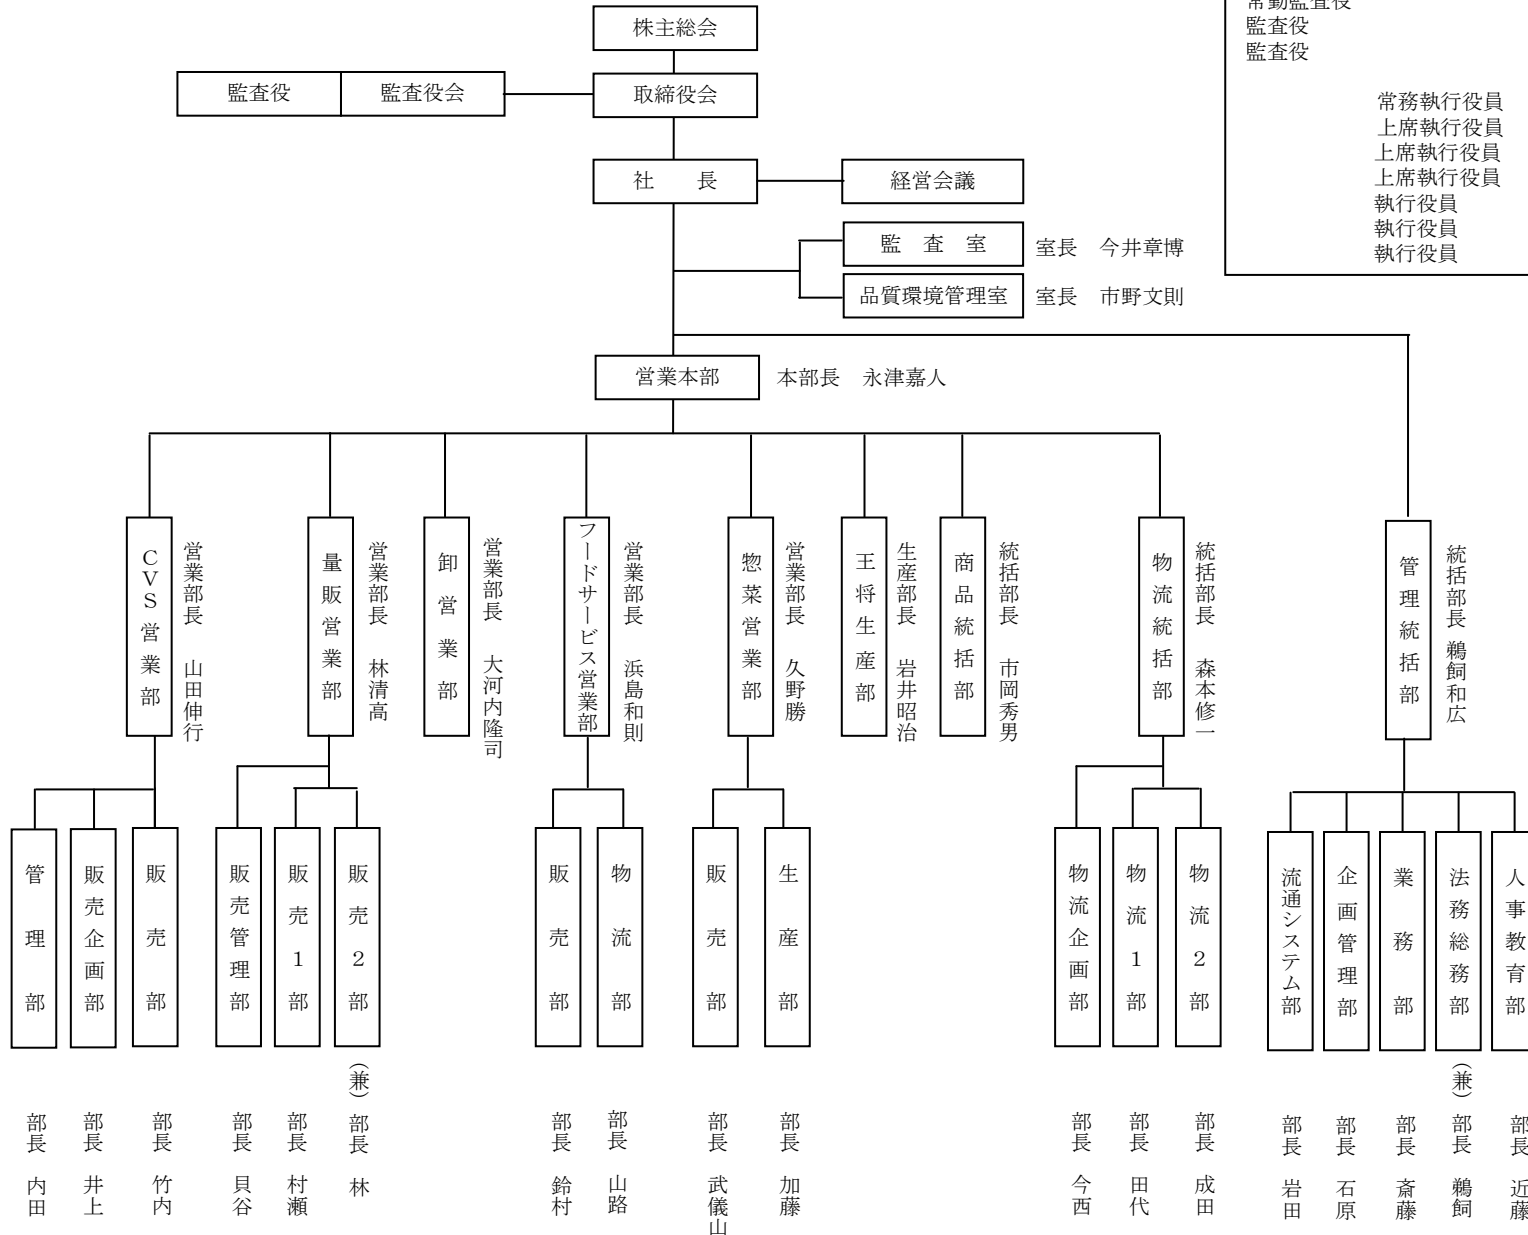 常勤監査役
監査役
監査役
常務執行役員
上席執行役員
上席執行役員
上席執行役員
執行役員
執行役員
執行役員
株主総会
監査役
監査役会
取締役会
社　長
経営会議
監　査　室
室長　今井章博
品質環境管理室
室長　市野文則
営業本部
本部長　永津嘉人
CVS営業部
営業部長　山田伸行
量販営業部
営業部長　林清高
卸営業部
営業部長　大河内隆司
フードサービス営業部
営業部長　浜島和則
惣菜営業部
営業部長　久野勝
王将生産部
生産部長　岩井昭治
商品統括部
統括部長　市岡秀男
物流統括部
統括部長　森本修一
管理統括部
統括部長　鵜飼和広
管理部
販売企画部
販売部
販売管理部
販売1部
販売2部
販売部
物流部
販売部
生産部
物流企画部
物流1部
物流2部
流通システム部
企画管理部
業務部
法務総務部
人事教育部
部長　内田
部長　井上
部長　竹内
部長　貝谷
部長　村瀬
（兼）部長　林
部長　鈴村
部長　山路
部長　武儀山
部長　加藤
部長　今西
部長　田代
部長　成田
部長　岩田
部長　石原
部長　斎藤
（兼）部長　鵜飼
部長　近藤